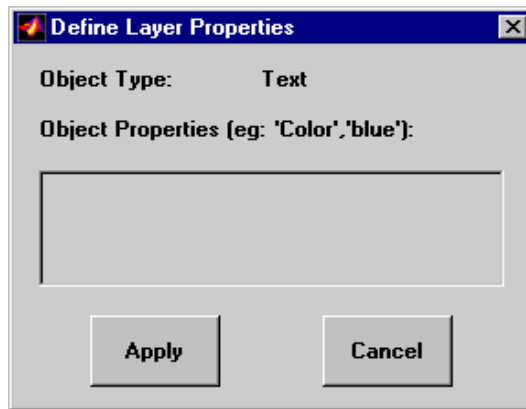 Define Layer Properties
Object Type: Text
Object Properties (eg: 'Color','blue'):
Apply Cancel